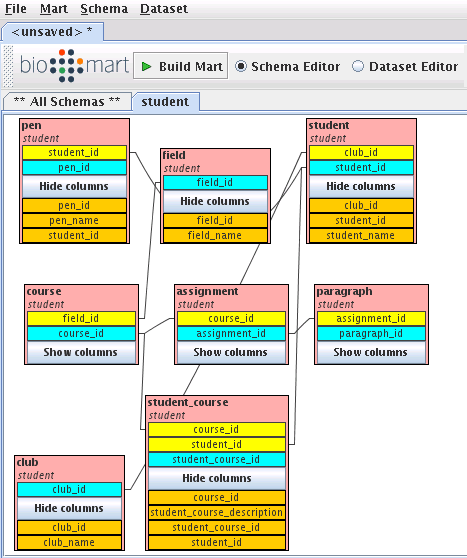 File Mart Schema Dataset
<unsaved> *
bio mart Build Mart Schema Editor Dataset Editor
** All Schemas ** student
pen
student
student_id
pen_id
Hide columns
pen_id
pen_name
student_id
field
student
field_id
Hide columns
field_id
field_name
student
student
club_id
student_id
Hide columns
club_id
student_id
student_name
course
student
field_id
course_id
Show columns
assignment
student
course_id
assignment_id
Show columns
paragraph
student
assignment_id
paragraph_id
Show columns
student_course
student
course_id
student_id
student_course_id
Hide columns
course_id
student_course_description
student_course_id
student_id
club
student
club_id
Hide columns
club_id
club_name